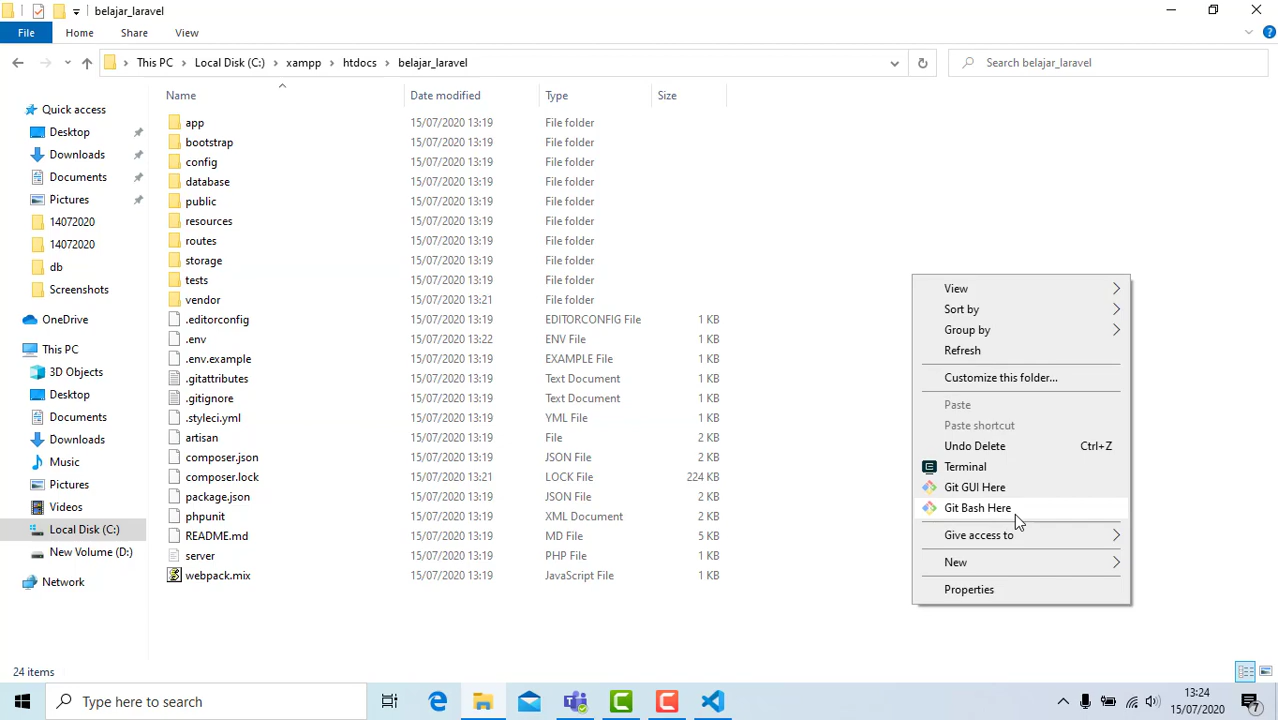 belajar_laravel
File Home Share View
This PC Local Disk (C:) xampp htdocs belajar_laravel
Search belajar_laravel
Quick access
Desktop
Downloads
Documents
Pictures
14072020
14072020
db
Screenshots
OneDrive
This PC
3D Objects
Desktop
Documents
Downloads
Music
Pictures
Videos
Local Disk (C:)
New Volume (D:)
Network
Name Date modified Type Size
app 15/07/2020 13:19 File folder
bootstrap 15/07/2020 13:19 File folder
config 15/07/2020 13:19 File folder
database 15/07/2020 13:19 File folder
public 15/07/2020 13:19 File folder
resources 15/07/2020 13:19 File folder
routes 15/07/2020 13:19 File folder
storage 15/07/2020 13:19 File folder
tests 15/07/2020 13:19 File folder
vendor 15/07/2020 13:21 File folder
.editorconfig 15/07/2020 13:19 EDITORCONFIG File 1 KB
.env 15/07/2020 13:22 ENV File 1 KB
.env.example 15/07/2020 13:19 EXAMPLE File 1 KB
.gitattributes 15/07/2020 13:19 Text Document 1 KB
.gitignore 15/07/2020 13:19 Text Document 1 KB
.styleci.yml 15/07/2020 13:19 YML File 1 KB
artisan 15/07/2020 13:19 File 2 KB
composer.json 15/07/2020 13:19 JSON File 2 KB
composer.lock 15/07/2020 13:21 LOCK File 224 KB
package.json 15/07/2020 13:19 JSON File 2 KB
phpunit 15/07/2020 13:19 XML Document 2 KB
README.md 15/07/2020 13:19 MD File 5 KB
server 15/07/2020 13:19 PHP File 1 KB
webpack.mix 15/07/2020 13:19 JavaScript File 1 KB
View
Sort by
Group by
Refresh
Customize this folder...
Paste
Paste shortcut
Undo Delete Ctrl+Z
Terminal
Git GUI Here
Git Bash Here
Give access to
New
Properties
24 items
Type here to search
13:24
15/07/2020
7